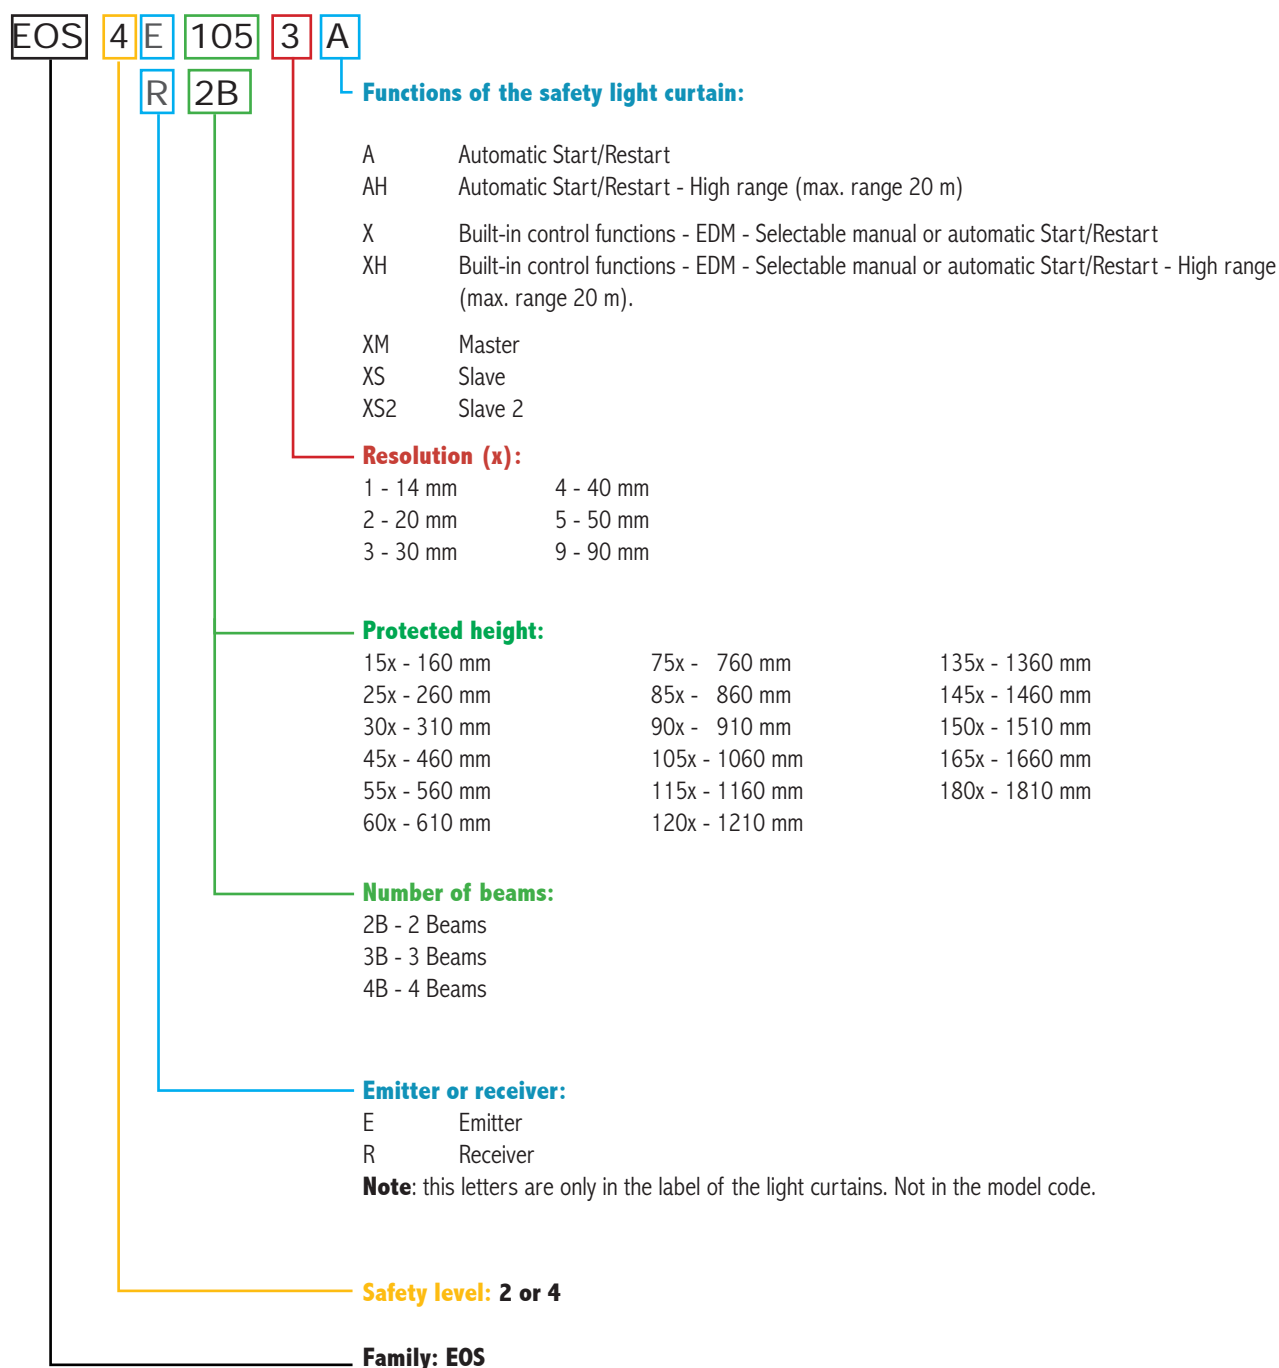 EOS 4 E 105 3 A
R 2B
Functions of the safety light curtain:
A Automatic Start/Restart
AH Automatic Start/Restart - High range (max. range 20 m)
X Built-in control functions - EDM - Selectable manual or automatic Start/Restart
XH Built-in control functions - EDM - Selectable manual or automatic Start/Restart - High range
(max. range 20 m).
XM Master
XS Slave
XS2 Slave 2
Resolution (x):
1 - 14 mm 4 - 40 mm
2 - 20 mm 5 - 50 mm
3 - 30 mm 9 - 90 mm
Protected height:
15x - 160 mm 75x - 760 mm 135x - 1360 mm
25x - 260 mm 85x - 860 mm 145x - 1460 mm
30x - 310 mm 90x - 910 mm 150x - 1510 mm
45x - 460 mm 105x - 1060 mm 165x - 1660 mm
55x - 560 mm 115x - 1160 mm 180x - 1810 mm
60x - 610 mm 120x - 1210 mm
Number of beams:
2B - 2 Beams
3B - 3 Beams
4B - 4 Beams
Emitter or receiver:
E Emitter
R Receiver
Note: this letters are only in the label of the light curtains. Not in the model code.
Safety level: 2 or 4
Family: EOS